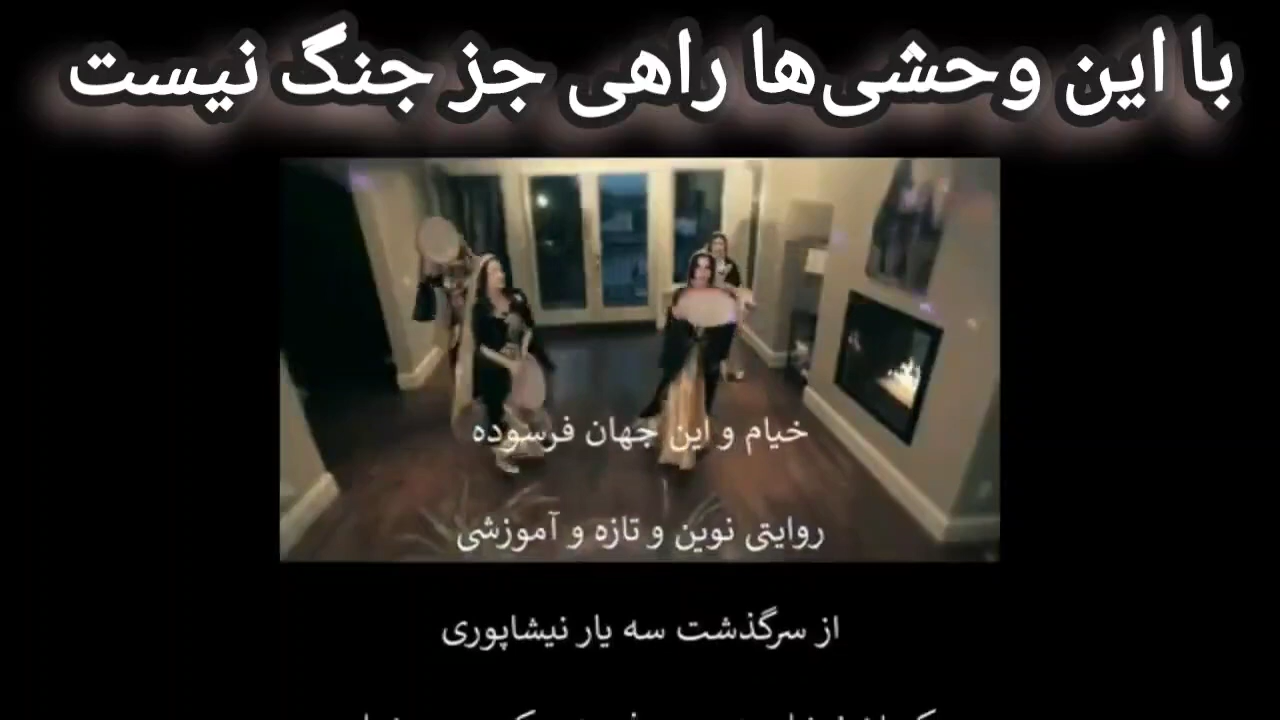 با این وحشی‌ها راهی جز جنگ نیست
خیام و این جهان فرسوده
روایتی نوین و تازه و آموزشی
از سرگذشت سه یار نیشاپوری